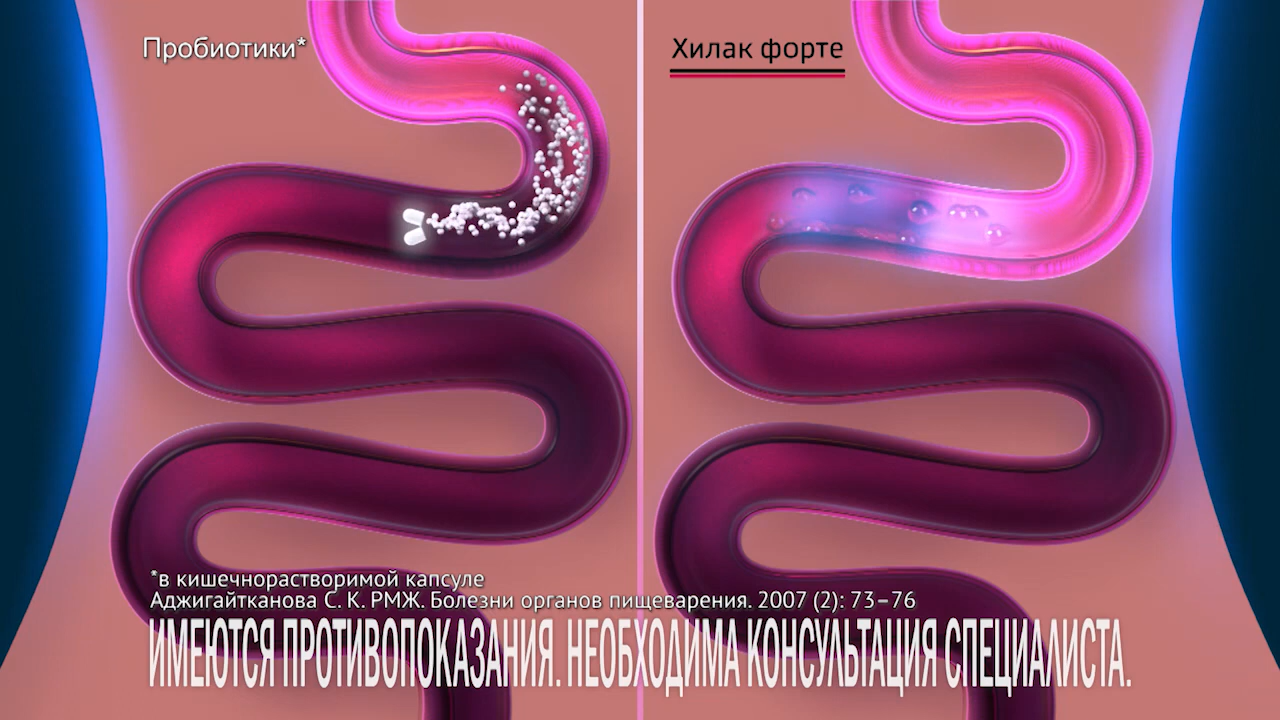 Пробиотики*
Хилак форте
*в кишечнорастворимой капсуле
Аджигайтканова С. К. РМЖ. Болезни органов пищеварения. 2007 (2): 73–76
ИМЕЮТСЯ ПРОТИВОПОКАЗАНИЯ. НЕОБХОДИМА КОНСУЛЬТАЦИЯ СПЕЦИАЛИСТА.